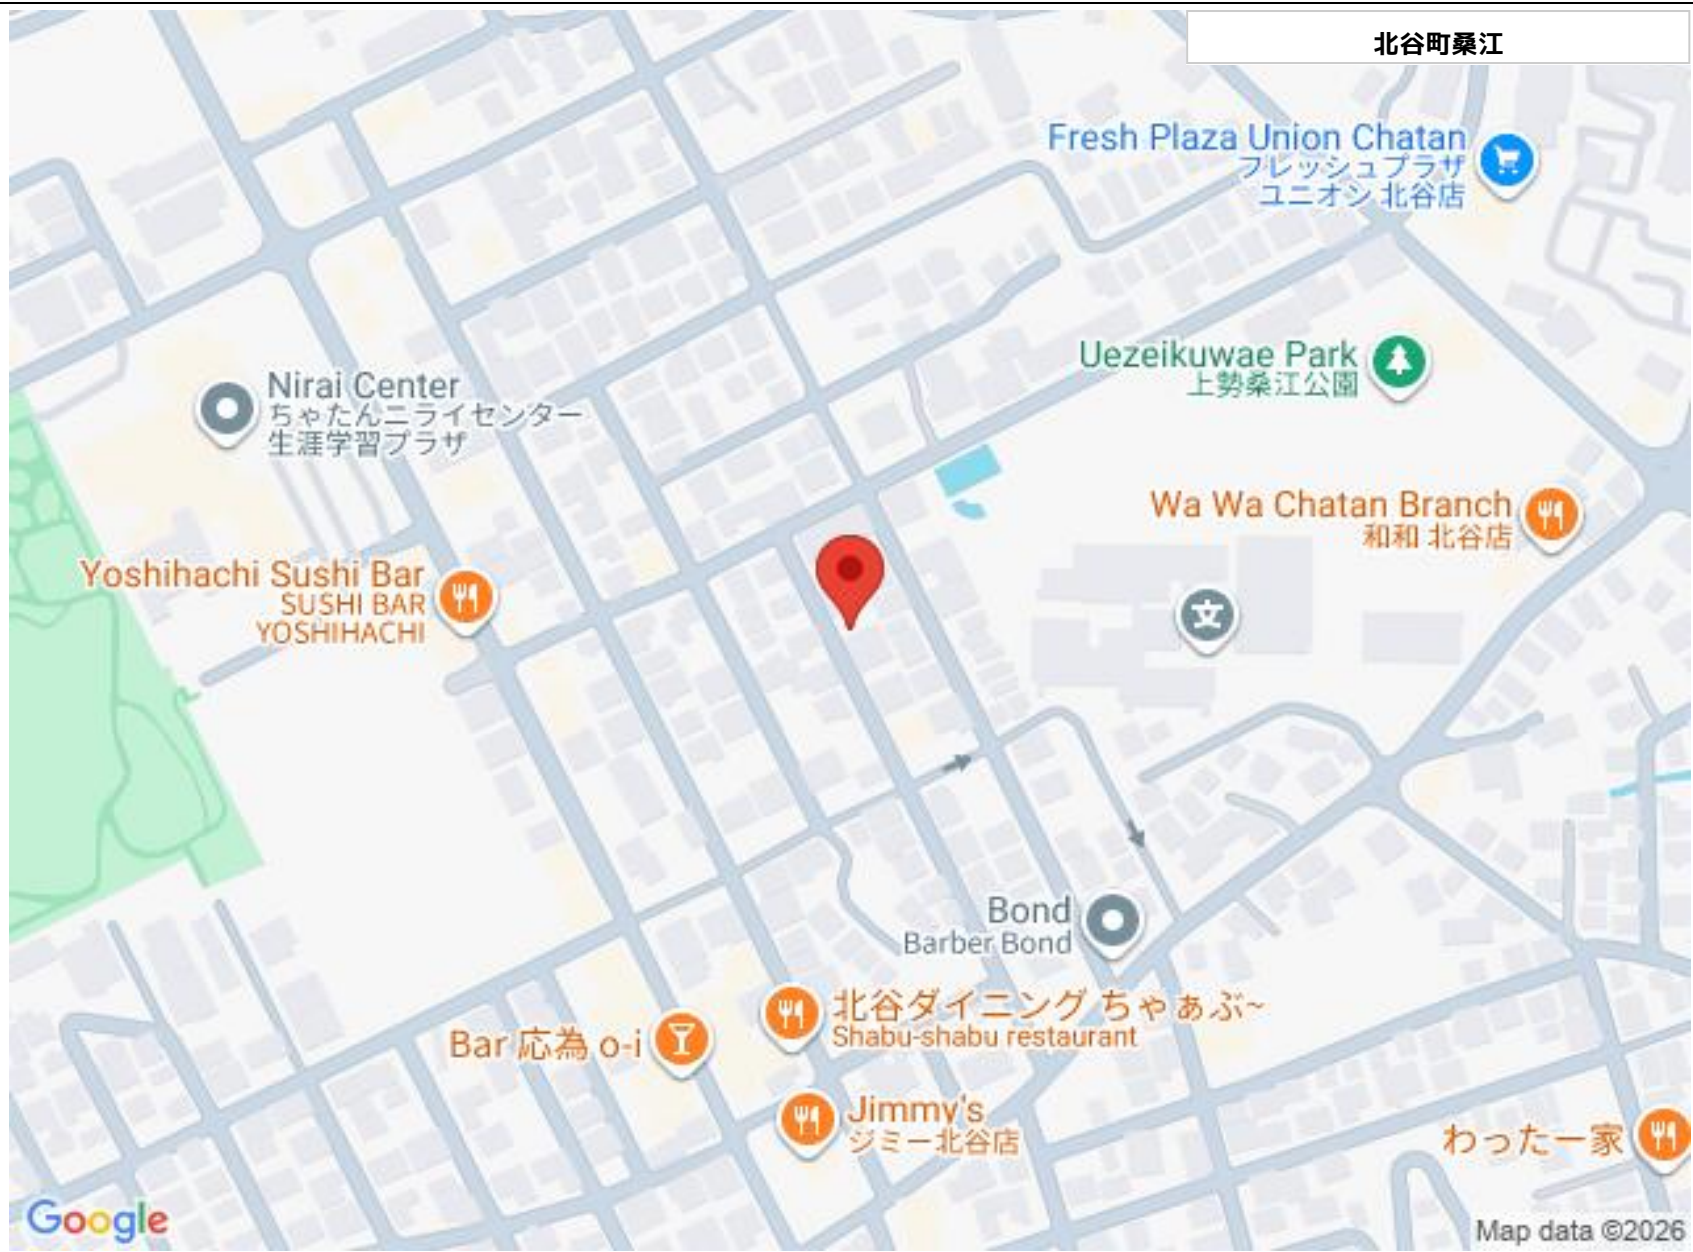 北谷町桑江
Fresh Plaza Union Chatan
フレッシュプラザ
ユニオン 北谷店
Uezeikuwae Park
上勢桑江公園
Nirai Center
ちゃたんニライセンター
生涯学習プラザ
Wa Wa Chatan Branch
和和 北谷店
Yoshihachi Sushi Bar
SUSHI BAR
YOSHIHACHI
文
Bond
Barber Bond
北谷ダイニング ちゃぁぶ~
Shabu-shabu restaurant
Bar 応為 o-i
Jimmy's
ジミー北谷店
わったー家
Google
Map data ©2026